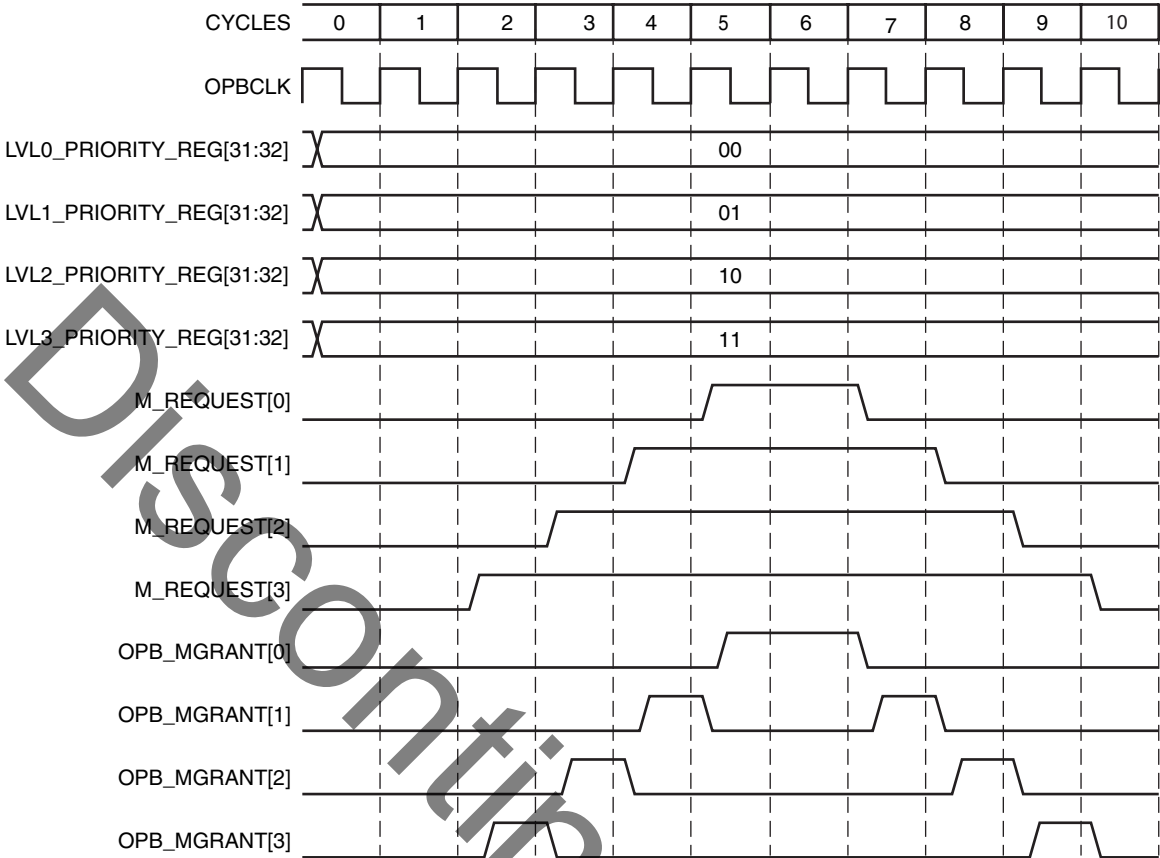 CYCLES 0 1 2 3 4 5 6 7 8 9 10
OPBCLK
LVL0_PRIORITY_REG[31:32] 00
LVL1_PRIORITY_REG[31:32] 01
LVL2_PRIORITY_REG[31:32] 10
LVL3_PRIORITY_REG[31:32] 11
M_REQUEST[0]
M_REQUEST[1]
M_REQUEST[2]
M_REQUEST[3]
OPB_MGRANT[0]
OPB_MGRANT[1]
OPB_MGRANT[2]
OPB_MGRANT[3]
Discontin